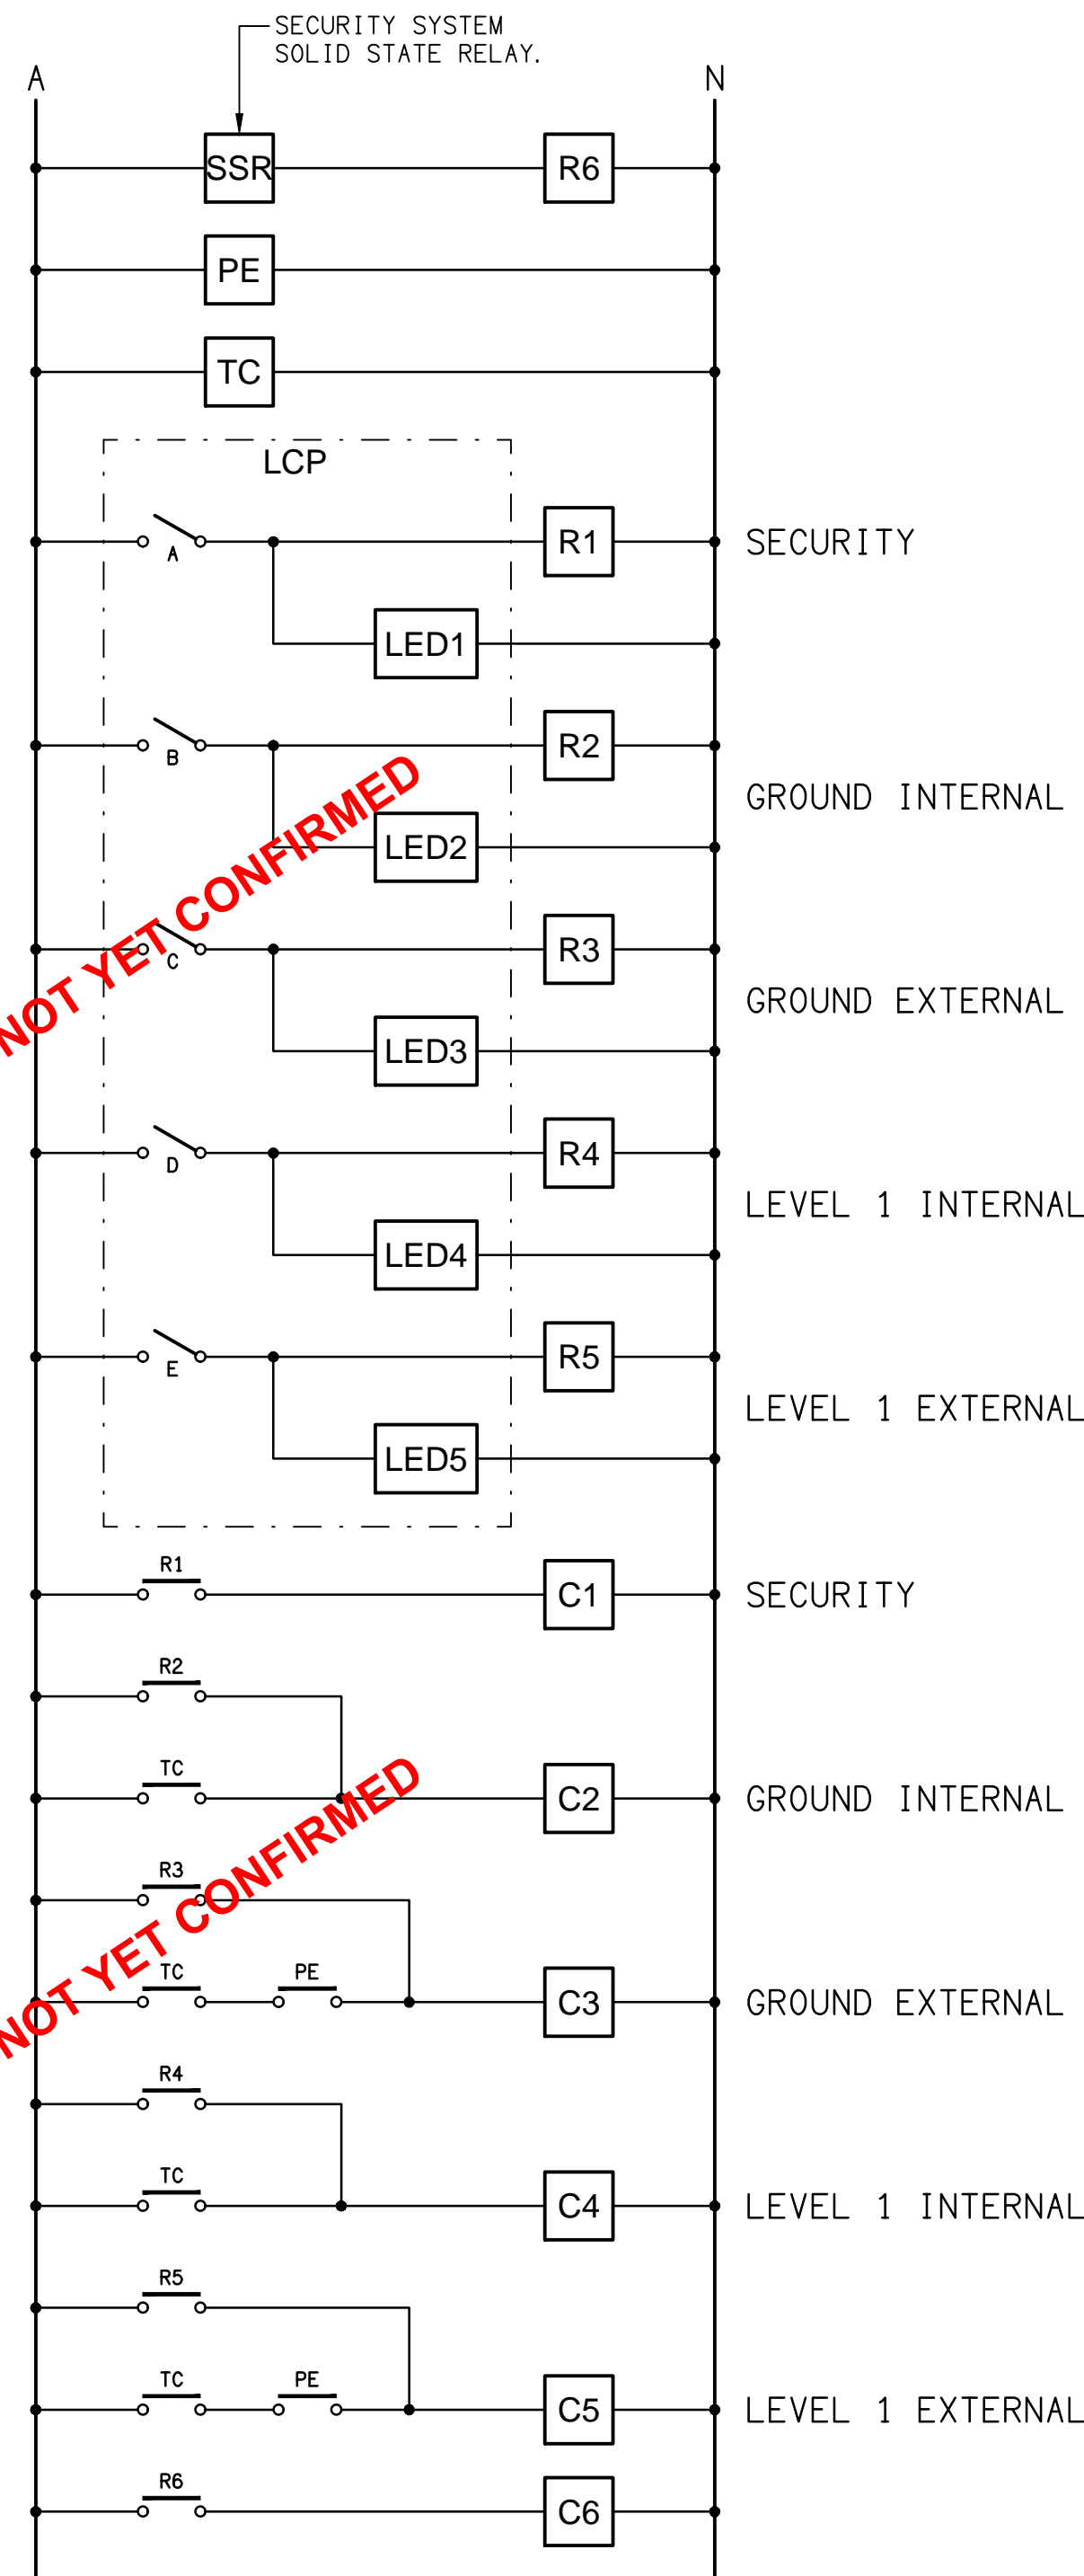 SECURITY SYSTEM
SOLID STATE RELAY.
A N
SSR R6
PE
TC
LCP
A R1 SECURITY
LED1
B R2
GROUND INTERNAL
LED2
NOT YET CONFIRMED
C R3
GROUND EXTERNAL
LED3
D R4
LEVEL 1 INTERNAL
LED4
E R5
LEVEL 1 EXTERNAL
LED5
R1
C1 SECURITY
R2
TC
C2 GROUND INTERNAL
NOT YET CONFIRMED
R3
TC PE
C3 GROUND EXTERNAL
R4
TC
C4 LEVEL 1 INTERNAL
R5
TC PE
C5 LEVEL 1 EXTERNAL
R6
C6